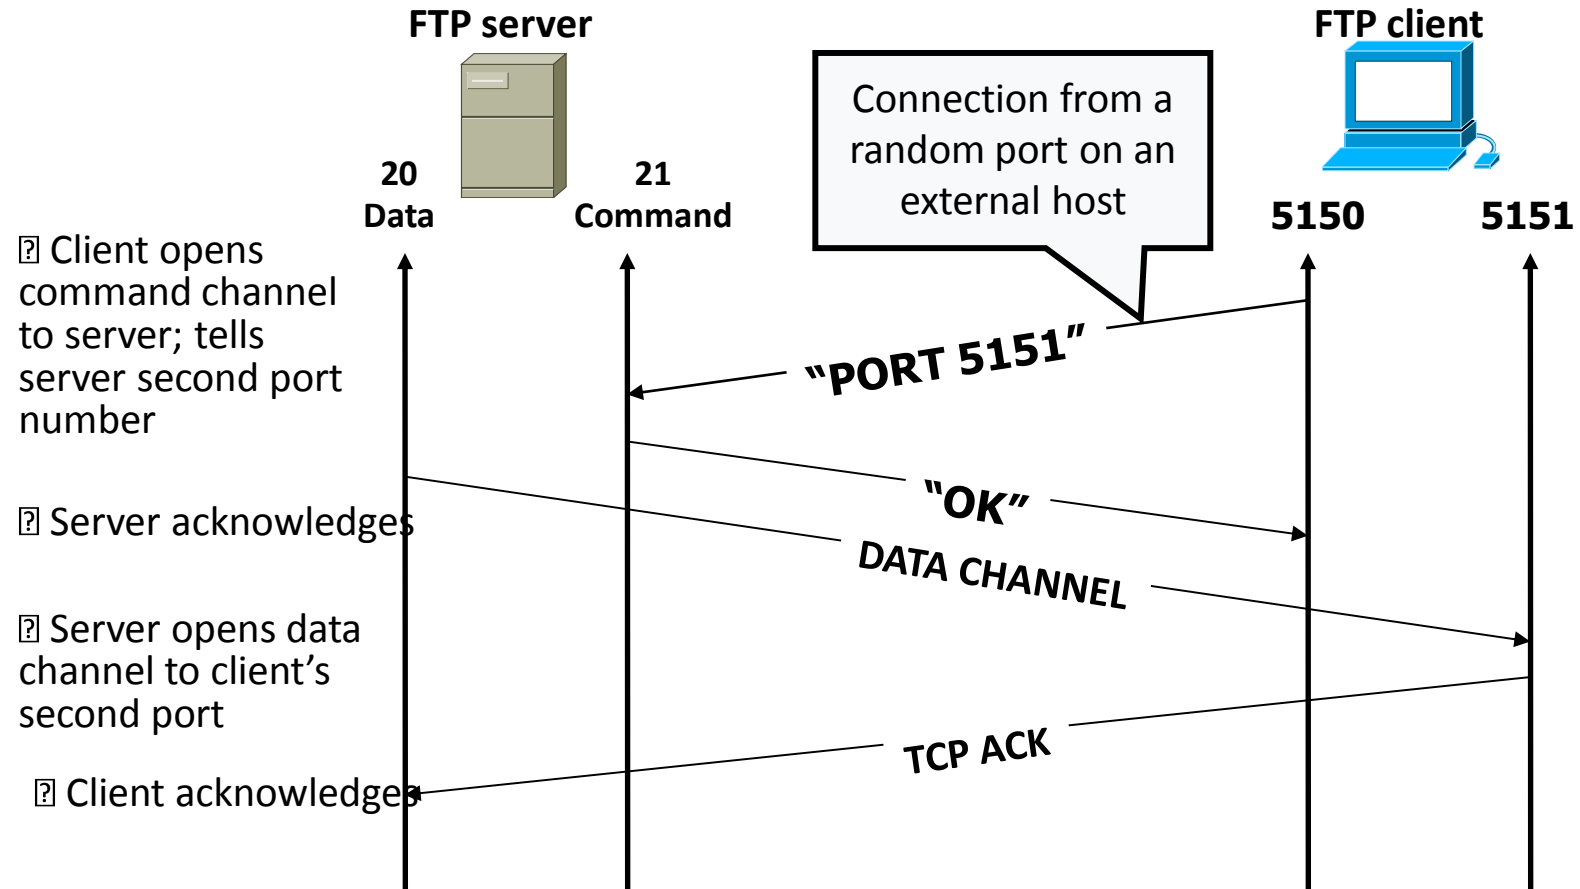 FTP server
FTP client
Connection from a
random port on an
external host
20
Data
21
Command
5150
5151
⍰ Client opens
command channel
to server; tells
server second port
number
“PORT 5151”
“OK”
⍰ Server acknowledges
DATA CHANNEL
⍰ Server opens data
channel to client’s
second port
TCP ACK
⍰ Client acknowledges